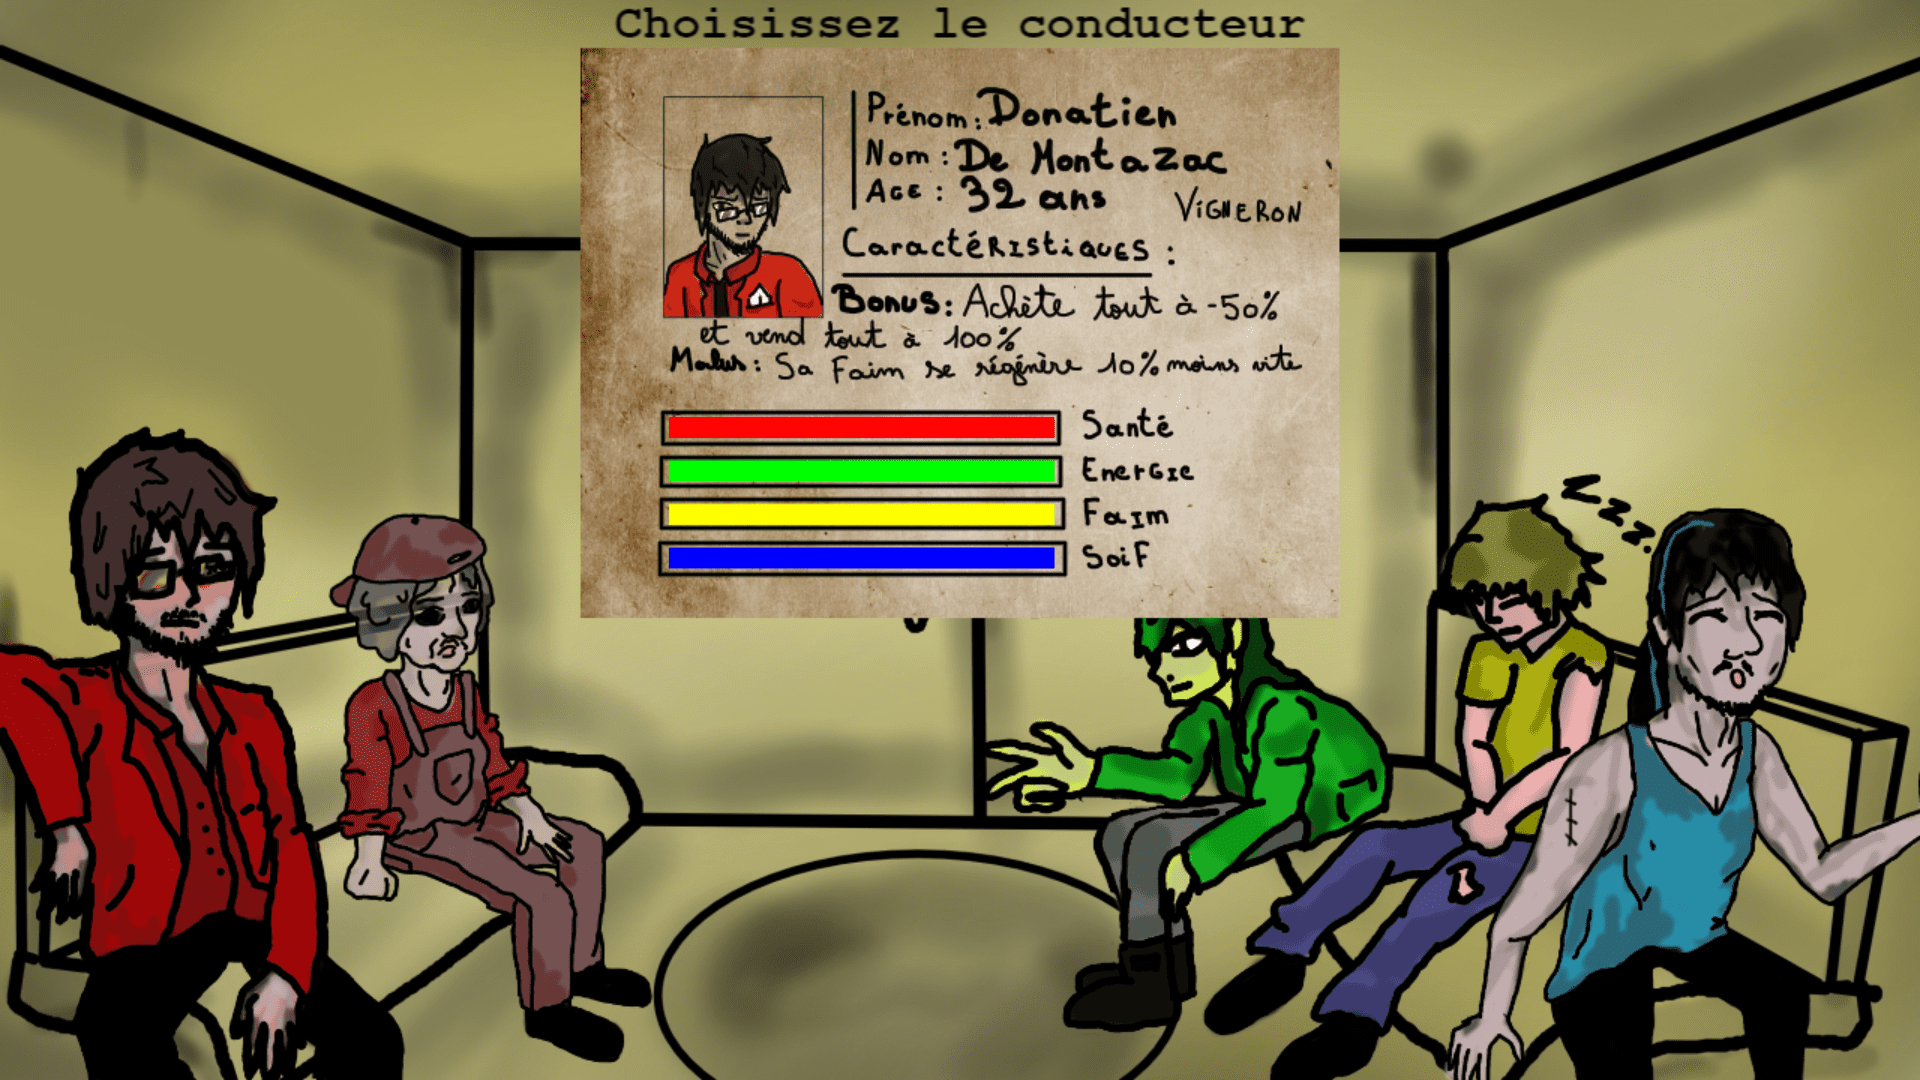 Choisissez le conducteur
Prénom: Donatien
Nom : De Montazac
Age : 32 ans
VIGNERON
Caractéristiques :
Bonus: Achète tout à -50%
et vend tout à 100%
Malus: Sa Faim se régénère 10% moins vite
Santé
Energie
Faim
Soif
zzz.